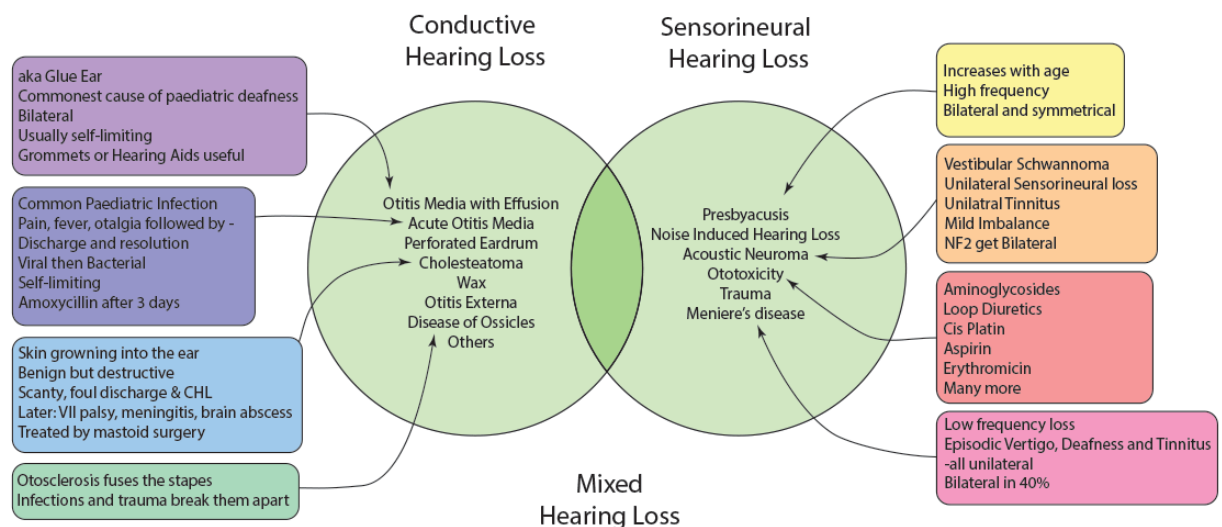 Conductive
Hearing Loss
Sensorineural
Hearing Loss
aka Glue Ear
Commonest cause of paediatric deafness
Bilateral
Usually self-limiting
Grommets or Hearing Aids useful
Common Paediatric Infection
Pain, fever, otalgia followed by -
Discharge and resolution
Viral then Bacterial
Self-limiting
Amoxycillin after 3 days
Skin growning into the ear
Benign but destructive
Scanty, foul discharge & CHL
Later: VII palsy, meningitis, brain abscess
Treated by mastoid surgery
Otosclerosis fuses the stapes
Infections and trauma break them apart
Otitis Media with Effusion
Acute Otitis Media
Perforated Eardrum
Cholesteatoma
Wax
Otitis Externa
Disease of Ossicles
Others
Presbyacusis
Noise Induced Hearing Loss
Acoustic Neuroma
Ototoxicity
Trauma
Meniere's disease
Increases with age
High frequency
Bilateral and symmetrical
Vestibular Schwannoma
Unilateral Sensorineural loss
Unilatral Tinnitus
Mild Imbalance
NF2 get Bilateral
Aminoglycosides
Loop Diuretics
Cis Platin
Aspirin
Erythromicin
Many more
Low frequency loss
Episodic Vertigo, Deafness and Tinnitus
-all unilateral
Bilateral in 40%
Mixed
Hearing Loss